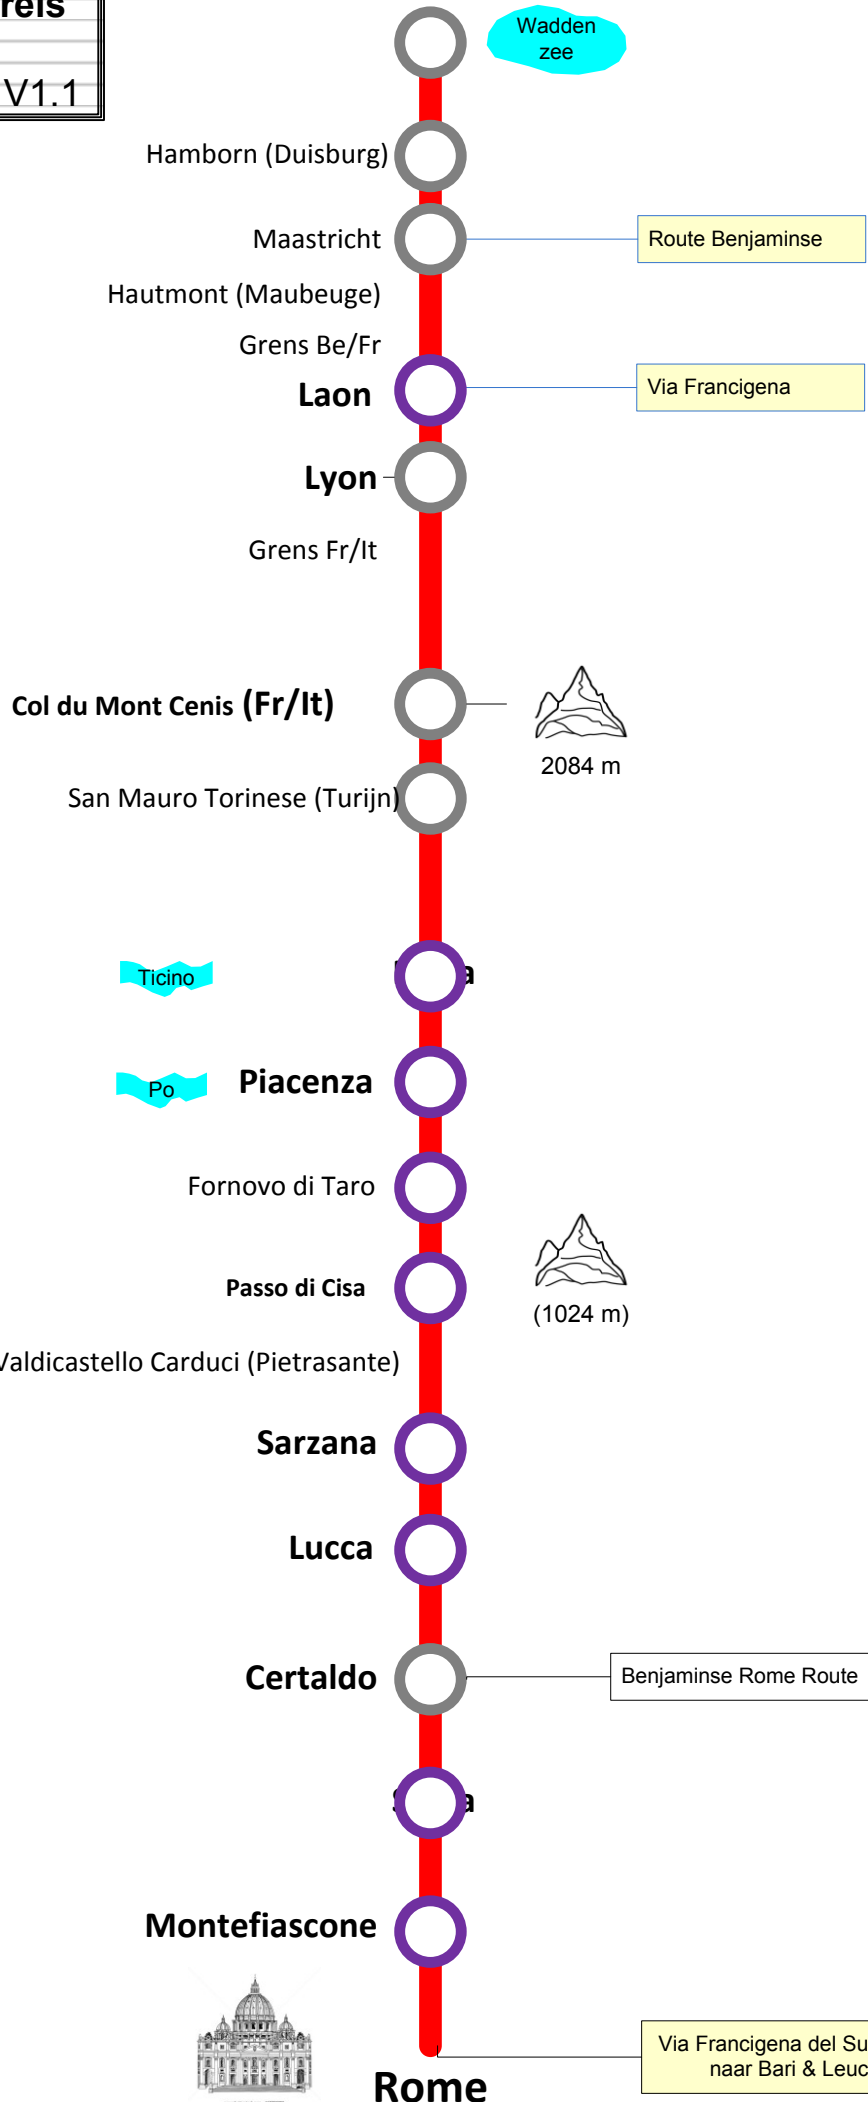 V1.1
Wadden
zee
Hamborn (Duisburg)
Maastricht
Route Benjaminse
Hautmont (Maubeuge)
Grens Be/Fr
Laon
Via Francigena
Lyon
Grens Fr/It
Col du Mont Cenis (Fr/It)
2084 m
San Mauro Torinese (Turijn)
Ticino
Po
Piacenza
Fornovo di Taro
Passo di Cisa
(1024 m)
Valdicastello Carduci (Pietrasante)
Sarzana
Lucca
Certaldo
Benjaminse Rome Route
Montefiascone
Via Francigena del Su
naar Bari & Leuc
Rome